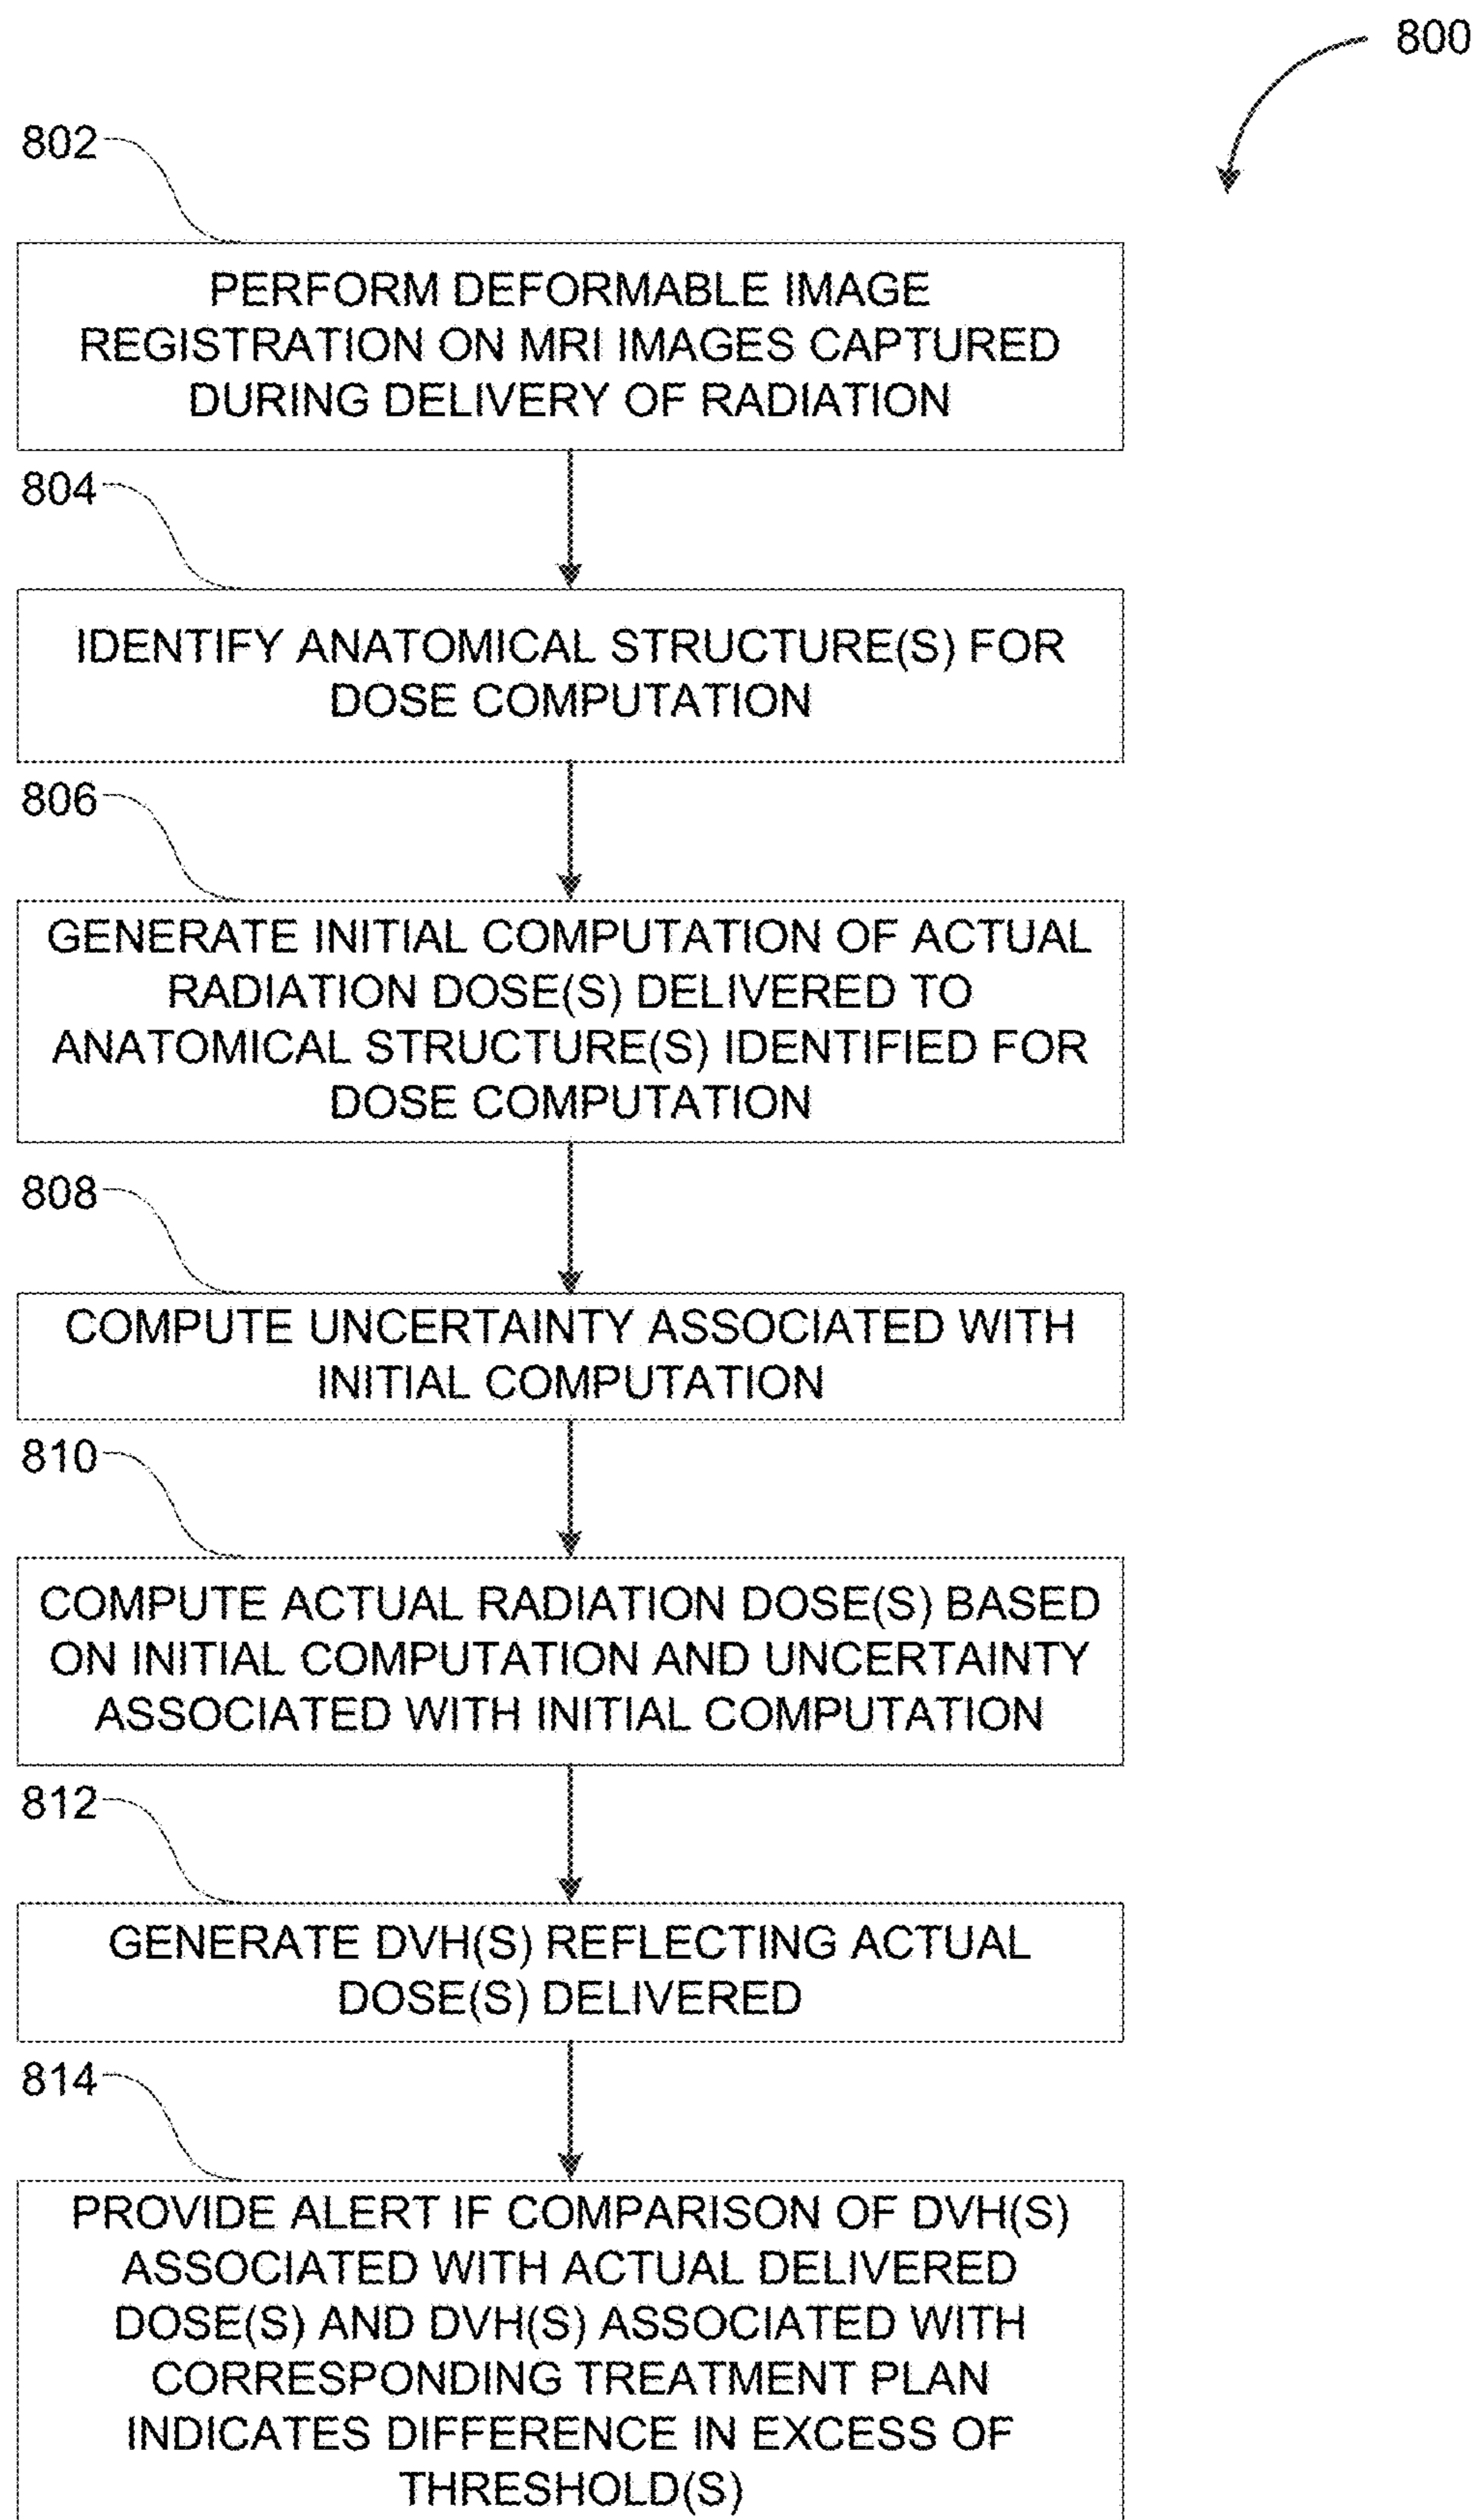 800
802
PERFORM DEFORMABLE IMAGE
REGISTRATION ON MRI IMAGES CAPTURED
DURING DELIVERY OF RADIATION
804
IDENTIFY ANATOMICAL STRUCTURE(S) FOR
DOSE COMPUTATION
806
GENERATE INITIAL COMPUTATION OF ACTUAL
RADIATION DOSE(S) DELIVERED TO
ANATOMICAL STRUCTURE(S) IDENTIFIED FOR
DOSE COMPUTATION
808
COMPUTE UNCERTAINTY ASSOCIATED WITH
INITIAL COMPUTATION
810
COMPUTE ACTUAL RADIATION DOSE(S) BASED
ON INITIAL COMPUTATION AND UNCERTAINTY
ASSOCIATED WITH INITIAL COMPUTATION
812
GENERATE DVH(S) REFLECTING ACTUAL
DOSE(S) DELIVERED
814
PROVIDE ALERT IF COMPARISON OF DVH(S)
ASSOCIATED WITH ACTUAL DELIVERED
DOSE(S) AND DVH(S) ASSOCIATED WITH
CORRESPONDING TREATMENT PLAN
INDICATES DIFFERENCE IN EXCESS OF
THRESHOLD(S)